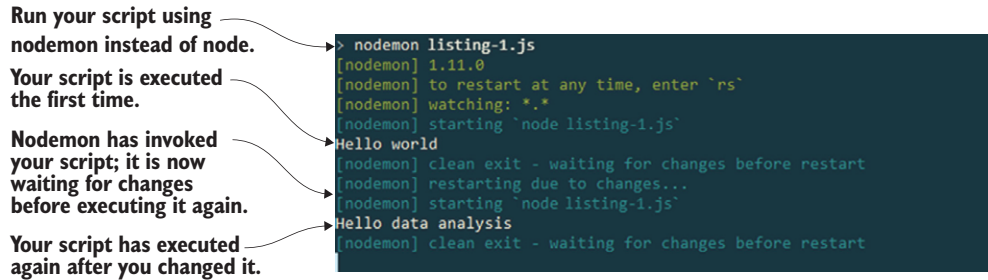 Run your script using
nodemon instead of node.
Your script is executed
the first time.
Nodemon has invoked
your script; it is now
waiting for changes
before executing it again.
Your script has executed
again after you changed it.
> nodemon listing-1.js
[nodemon] 1.11.0
[nodemon] to restart at any time, enter `rs`
[nodemon] watching: *.*
[nodemon] starting `node listing-1.js`
Hello world
[nodemon] clean exit - waiting for changes before restart
[nodemon] restarting due to changes...
[nodemon] starting `node listing-1.js`
Hello data analysis
[nodemon] clean exit - waiting for changes before restart